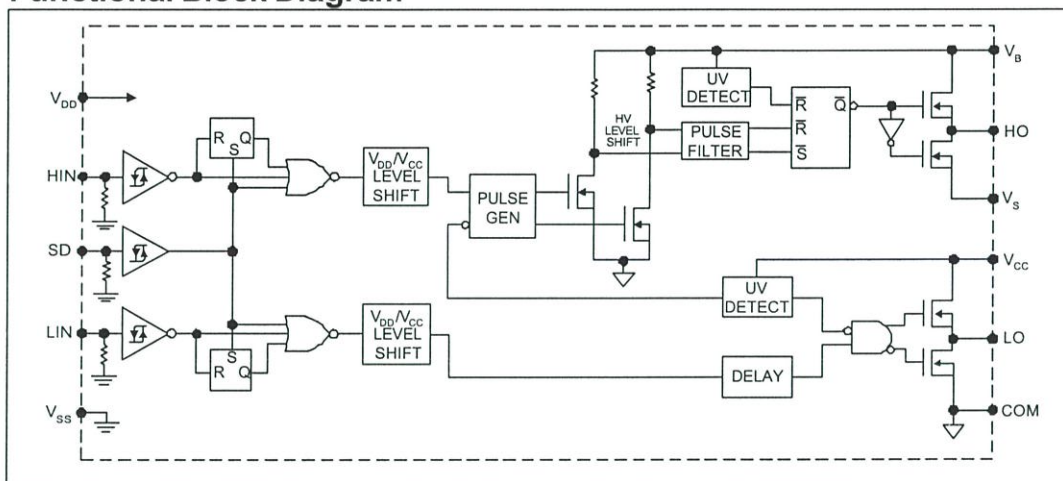 Functional Block Diagram
V_DD
HIN
SD
LIN
V_SS
R Q
S
V_DD/V_CC
LEVEL
SHIFT
PULSE
GEN
HV
LEVEL
SHIFT
UV
DETECT
PULSE
FILTER
R̅ Q̅
R̅
S̅
V_B
HO
V_S
V_CC
UV
DETECT
LO
S
R Q
V_DD/V_CC
LEVEL
SHIFT
DELAY
COM